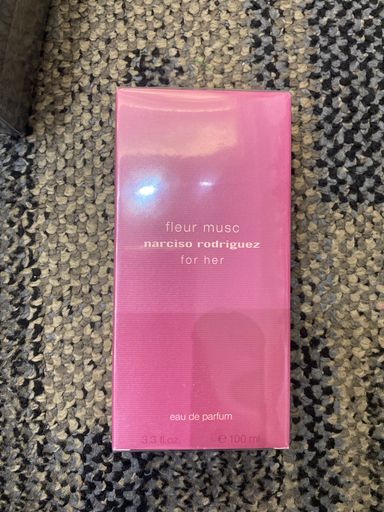 fleur musc
narciso rodriguez
for her
eau de parfum
3.3 fl.oz. ℮ 100 ml